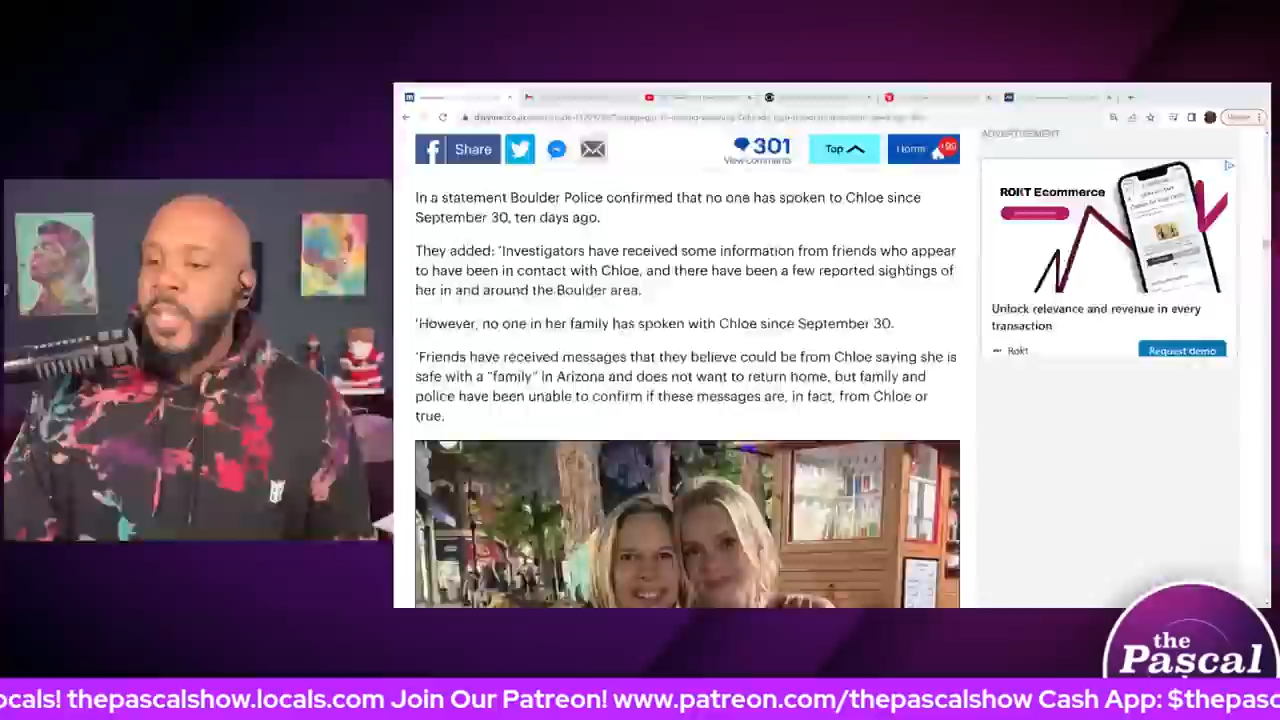 Share
301
View comments
Top
Home
+99
ADVERTISEMENT
In a statement Boulder Police confirmed that no one has spoken to Chloe since
September 30, ten days ago.
They added: 'Investigators have received some information from friends who appear
to have been in contact with Chloe, and there have been a few reported sightings of
her in and around the Boulder area.
'However, no one in her family has spoken with Chloe since September 30.
'Friends have received messages that they believe could be from Chloe saying she is
safe with a "family" in Arizona and does not want to return home, but family and
police have been unable to confirm if these messages are, in fact, from Chloe or
true.
ROKT Ecommerce
Unlock relevance and revenue in every
transaction
Rokt
Request demo
the
Pascal
ocals! thepascalshow.locals.com Join Our Patreon! www.patreon.com/thepascalshow Cash App: $thepasc